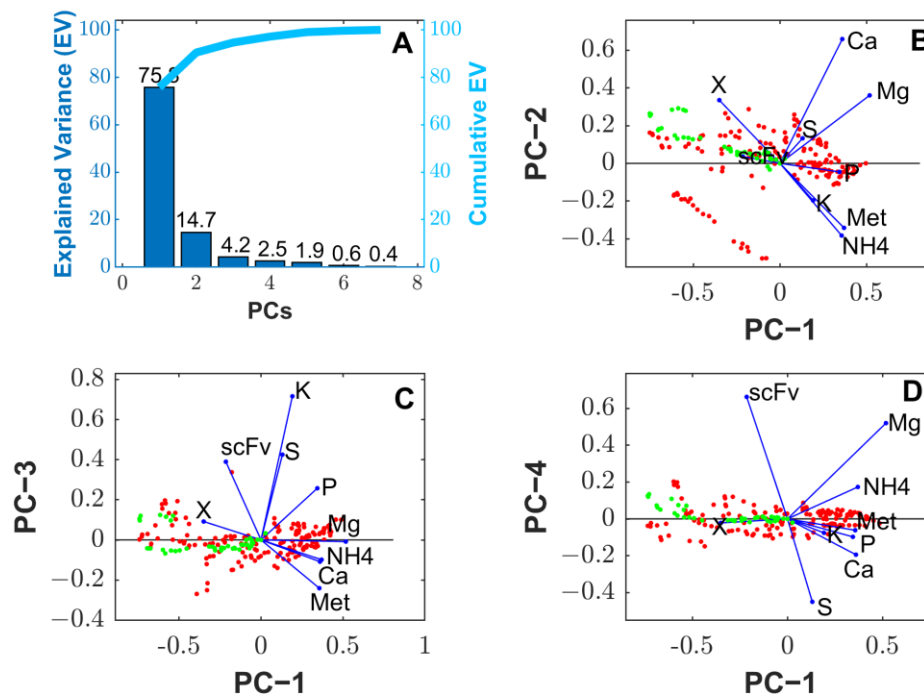 A
Explained Variance (EV)
Cumulative EV
100
80
60
40
20
0
100
80
60
40
20
0
75.8
14.7
4.2
2.5
1.9
0.6
0.4
0 2 4 6 8
PCs
B
PC-2
0.6
0.4
0.2
0
-0.2
-0.4
Ca
Mg
X
S
scFv
P
K
Met
NH4
-0.5 0 0.5
PC-1
C
PC-3
0.8
0.6
0.4
0.2
0
-0.2
-0.4
K
scFv
S
P
X
Mg
NH4
Ca
Met
-0.5 0 0.5 1
PC-1
D
PC-4
0.6
0.4
0.2
0
-0.2
-0.4
scFv
Mg
NH4
X
Met
K
P
Ca
S
-0.5 0 0.5
PC-1